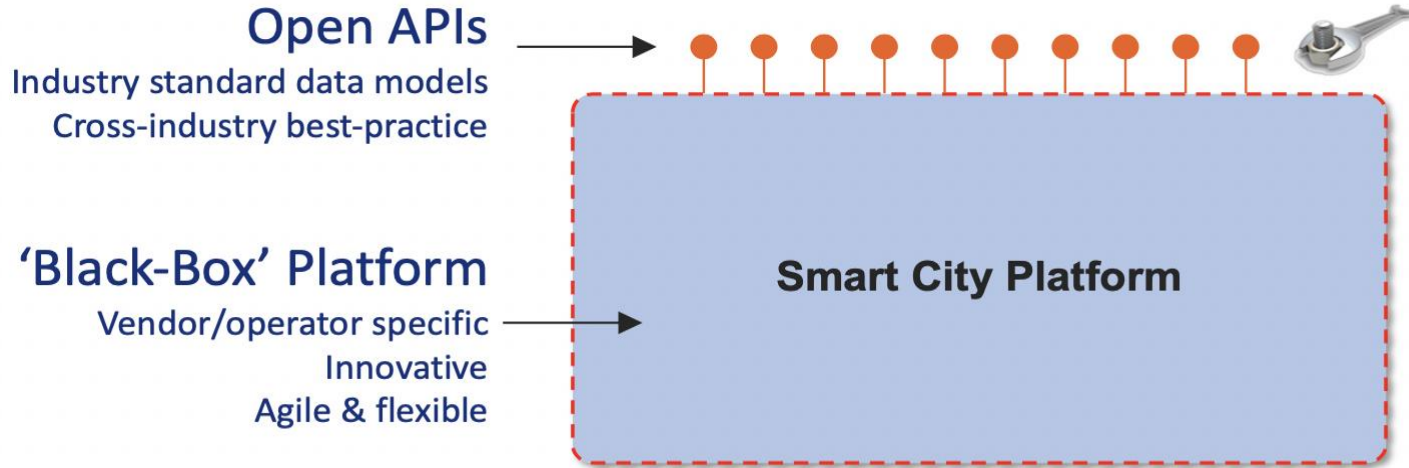 Open APIs
Industry standard data models
Cross-industry best-practice
‘Black-Box’ Platform
Vendor/operator specific
Innovative
Agile & flexible
Smart City Platform